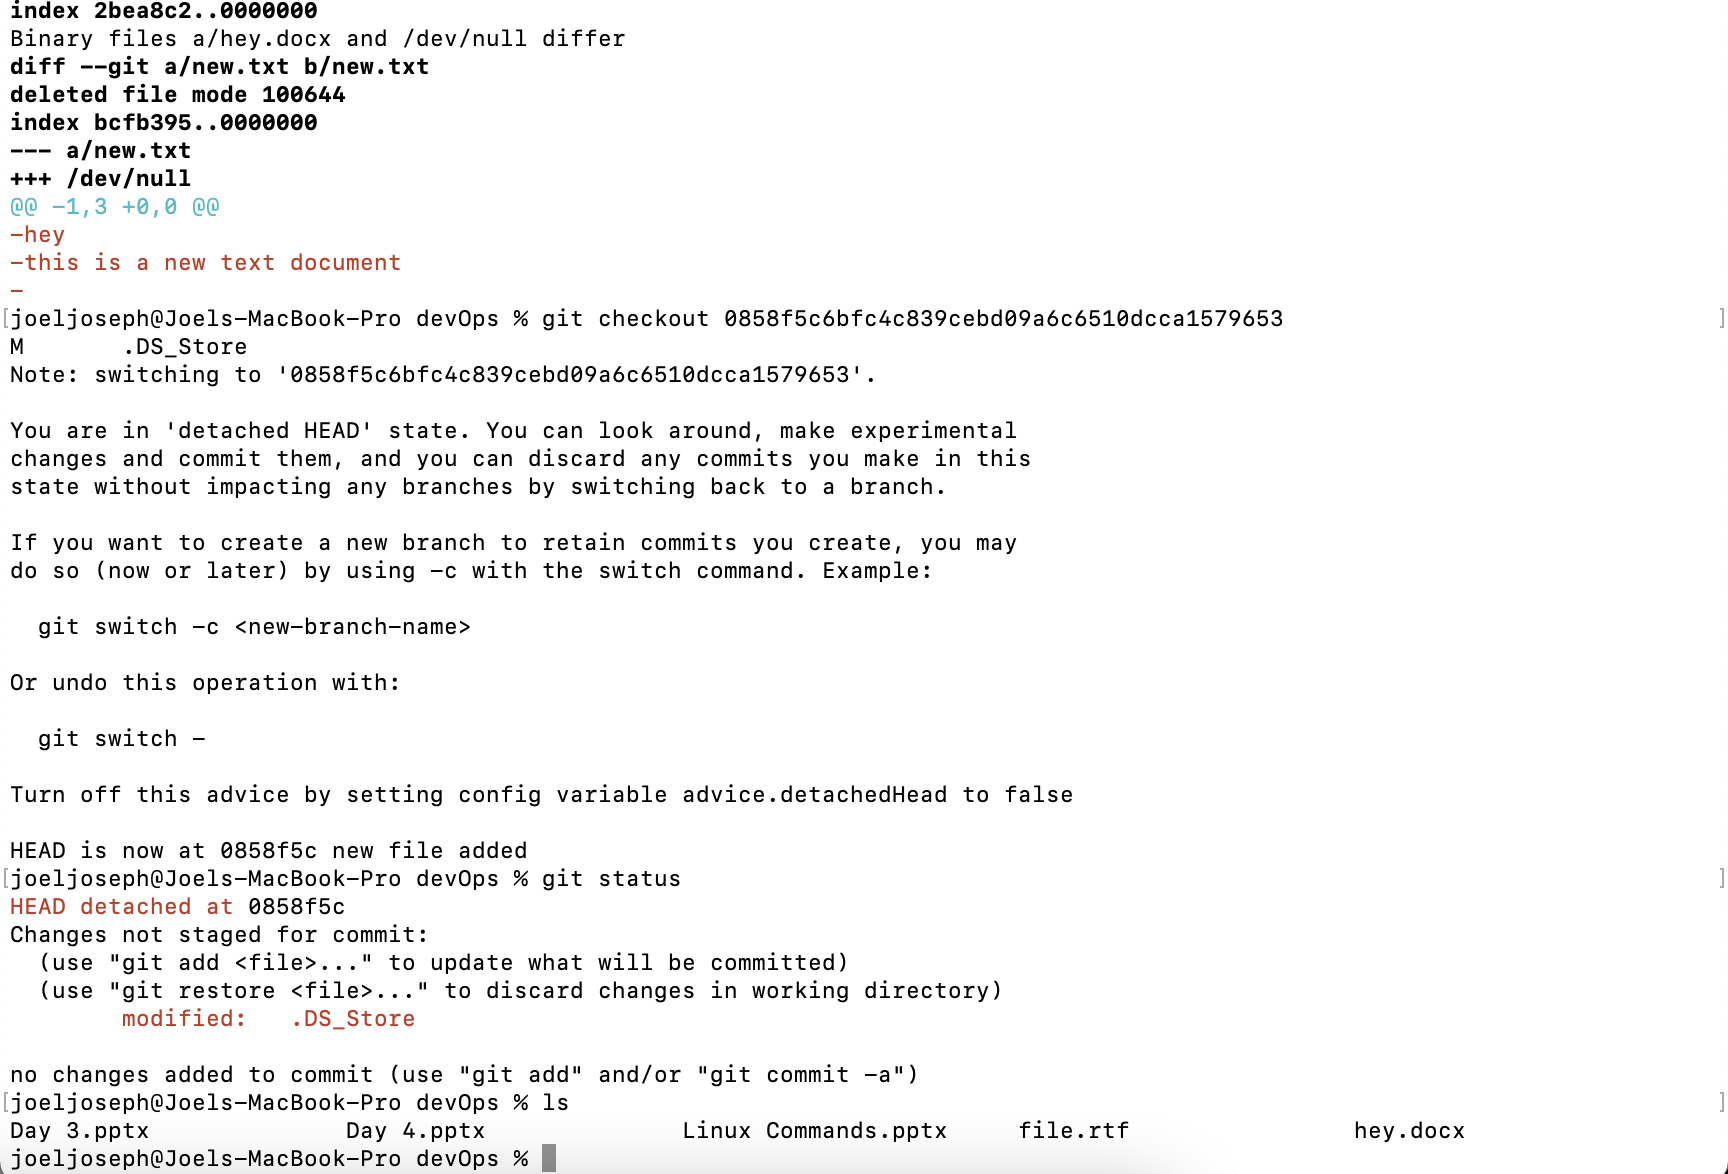 index 2bea8c2..0000000
Binary files a/hey.docx and /dev/null differ
diff --git a/new.txt b/new.txt
deleted file mode 100644
index bcfb395..0000000
--- a/new.txt
+++ /dev/null
@@ -1,3 +0,0 @@
-hey
-this is a new text document
-
[joeljoseph@Joels-MacBook-Pro devOps % git checkout 0858f5c6bfc4c839cebd09a6c6510dcca1579653 ]
M       .DS_Store
Note: switching to '0858f5c6bfc4c839cebd09a6c6510dcca1579653'.

You are in 'detached HEAD' state. You can look around, make experimental
changes and commit them, and you can discard any commits you make in this
state without impacting any branches by switching back to a branch.

If you want to create a new branch to retain commits you create, you may
do so (now or later) by using -c with the switch command. Example:

  git switch -c <new-branch-name>

Or undo this operation with:

  git switch -

Turn off this advice by setting config variable advice.detachedHead to false

HEAD is now at 0858f5c new file added
[joeljoseph@Joels-MacBook-Pro devOps % git status ]
HEAD detached at 0858f5c
Changes not staged for commit:
  (use "git add <file>..." to update what will be committed)
  (use "git restore <file>..." to discard changes in working directory)
        modified:   .DS_Store

no changes added to commit (use "git add" and/or "git commit -a")
[joeljoseph@Joels-MacBook-Pro devOps % ls ]
Day 3.pptx              Day 4.pptx              Linux Commands.pptx     file.rtf                hey.docx
joeljoseph@Joels-MacBook-Pro devOps %